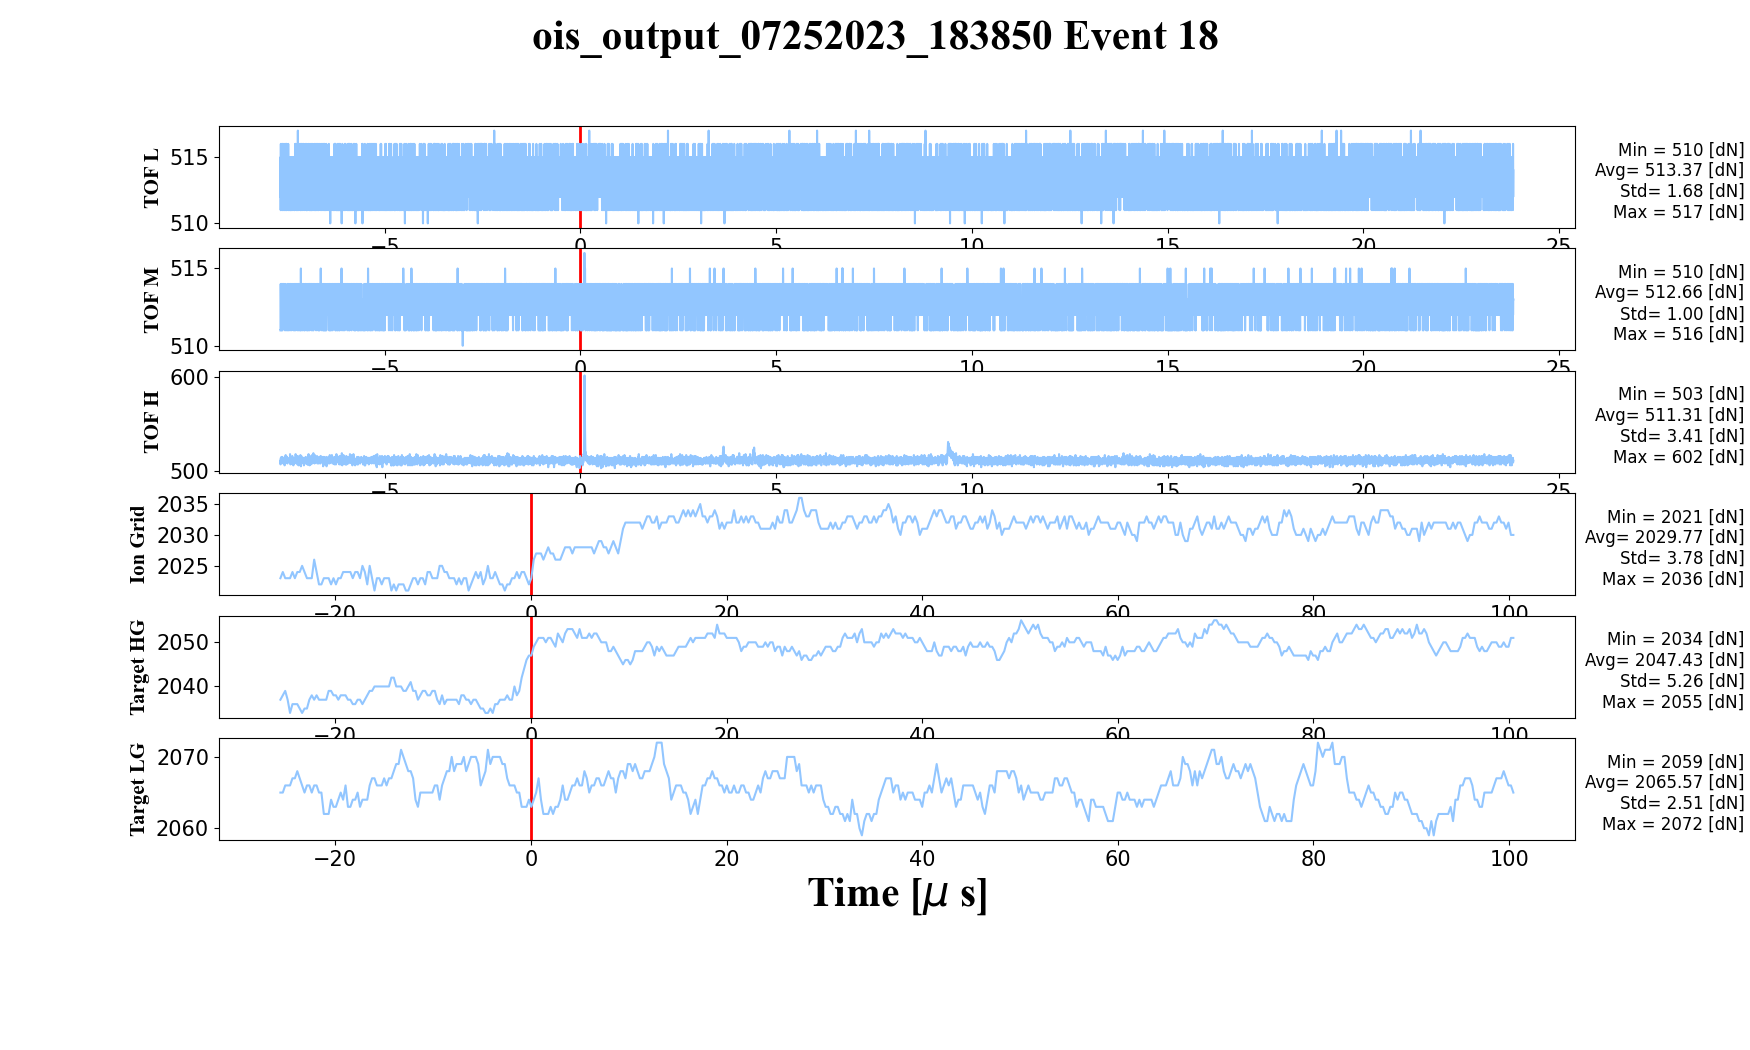 ois_output_07252023_183850 Event 18
TOF L
515
510
−5 0 5 10 15 20 25
Min = 510 [dN]
Avg= 513.37 [dN]
Std= 1.68 [dN]
Max = 517 [dN]
TOF M
515
510
−5 0 5 10 15 20 25
Min = 510 [dN]
Avg= 512.66 [dN]
Std= 1.00 [dN]
Max = 516 [dN]
TOF H
600
500
−5 0 5 10 15 20 25
Min = 503 [dN]
Avg= 511.31 [dN]
Std= 3.41 [dN]
Max = 602 [dN]
Ion Grid
2035
2030
2025
−20 0 20 40 60 80 100
Min = 2021 [dN]
Avg= 2029.77 [dN]
Std= 3.78 [dN]
Max = 2036 [dN]
Target HG
2050
2040
−20 0 20 40 60 80 100
Min = 2034 [dN]
Avg= 2047.43 [dN]
Std= 5.26 [dN]
Max = 2055 [dN]
Target LG
2070
2060
−20 0 20 40 60 80 100
Min = 2059 [dN]
Avg= 2065.57 [dN]
Std= 2.51 [dN]
Max = 2072 [dN]
Time [μ s]